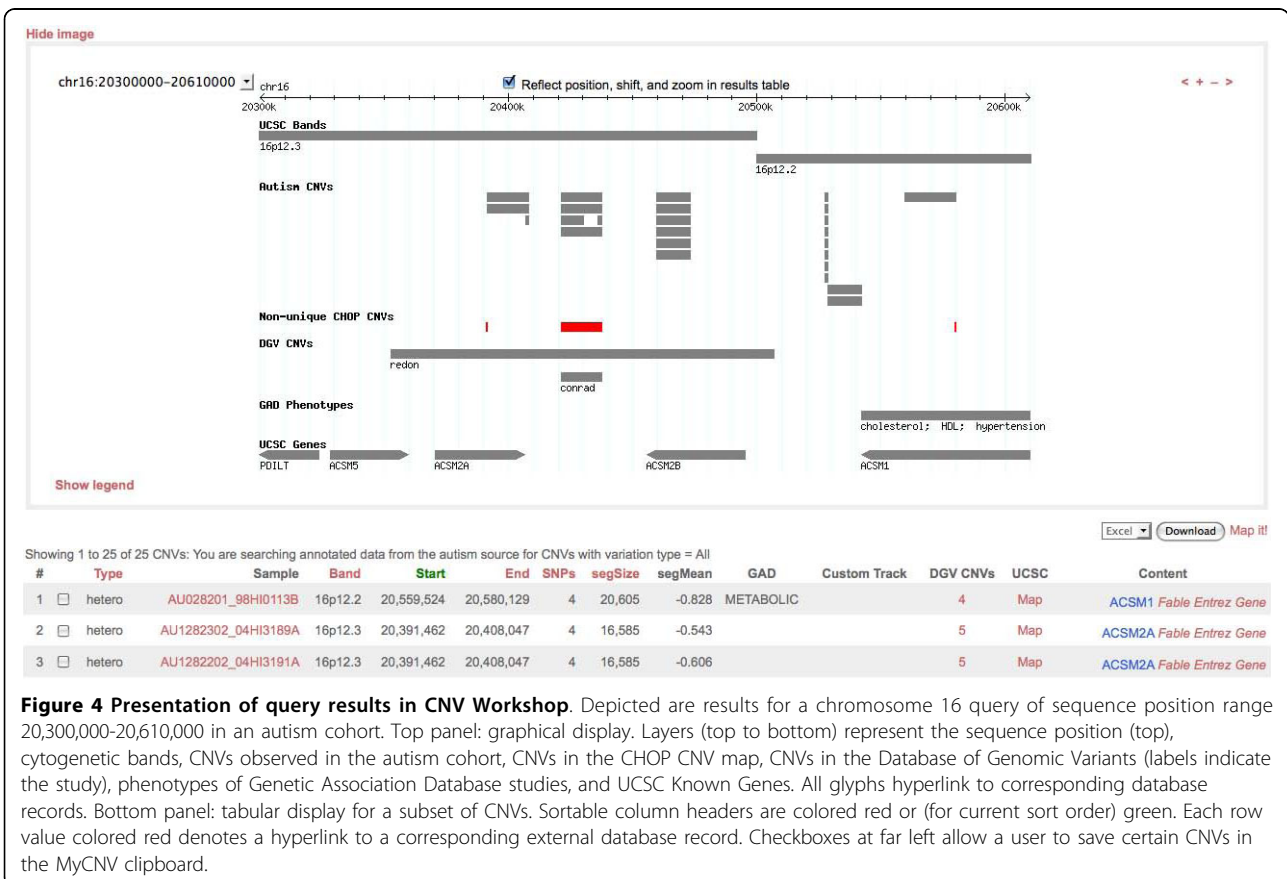 Hide image
chr16:20300000-20610000
chr16
Reflect position, shift, and zoom in results table
< + - >
20300k 20400k 20500k 20600k
UCSC Bands
16p12.3
16p12.2
Autism CNVs
Non-unique CHOP CNVs
DGV CNVs
redon
conrad
GAD Phenotypes
cholesterol; HDL; hypertension
UCSC Genes
PDILT ACSM5 ACSM2A ACSM2B ACSM1
Show legend
Excel Download Map it!
Showing 1 to 25 of 25 CNVs: You are searching annotated data from the autism source for CNVs with variation type = All
# Type Sample Band Start End SNPs segSize segMean GAD Custom Track DGV CNVs UCSC Content
1 hetero AU028201_98HI0113B 16p12.2 20,559,524 20,580,129 4 20,605 -0.828 METABOLIC 4 Map ACSM1 Fable Entrez Gene
2 hetero AU1282302_04HI3189A 16p12.3 20,391,462 20,408,047 4 16,585 -0.543 5 Map ACSM2A Fable Entrez Gene
3 hetero AU1282202_04HI3191A 16p12.3 20,391,462 20,408,047 4 16,585 -0.606 5 Map ACSM2A Fable Entrez Gene
Figure 4 Presentation of query results in CNV Workshop. Depicted are results for a chromosome 16 query of sequence position range
20,300,000-20,610,000 in an autism cohort. Top panel: graphical display. Layers (top to bottom) represent the sequence position (top),
cytogenetic bands, CNVs observed in the autism cohort, CNVs in the CHOP CNV map, CNVs in the Database of Genomic Variants (labels indicate
the study), phenotypes of Genetic Association Database studies, and UCSC Known Genes. All glyphs hyperlink to corresponding database
records. Bottom panel: tabular display for a subset of CNVs. Sortable column headers are colored red or (for current sort order) green. Each row
value colored red denotes a hyperlink to a corresponding external database record. Checkboxes at far left allow a user to save certain CNVs in
the MyCNV clipboard.